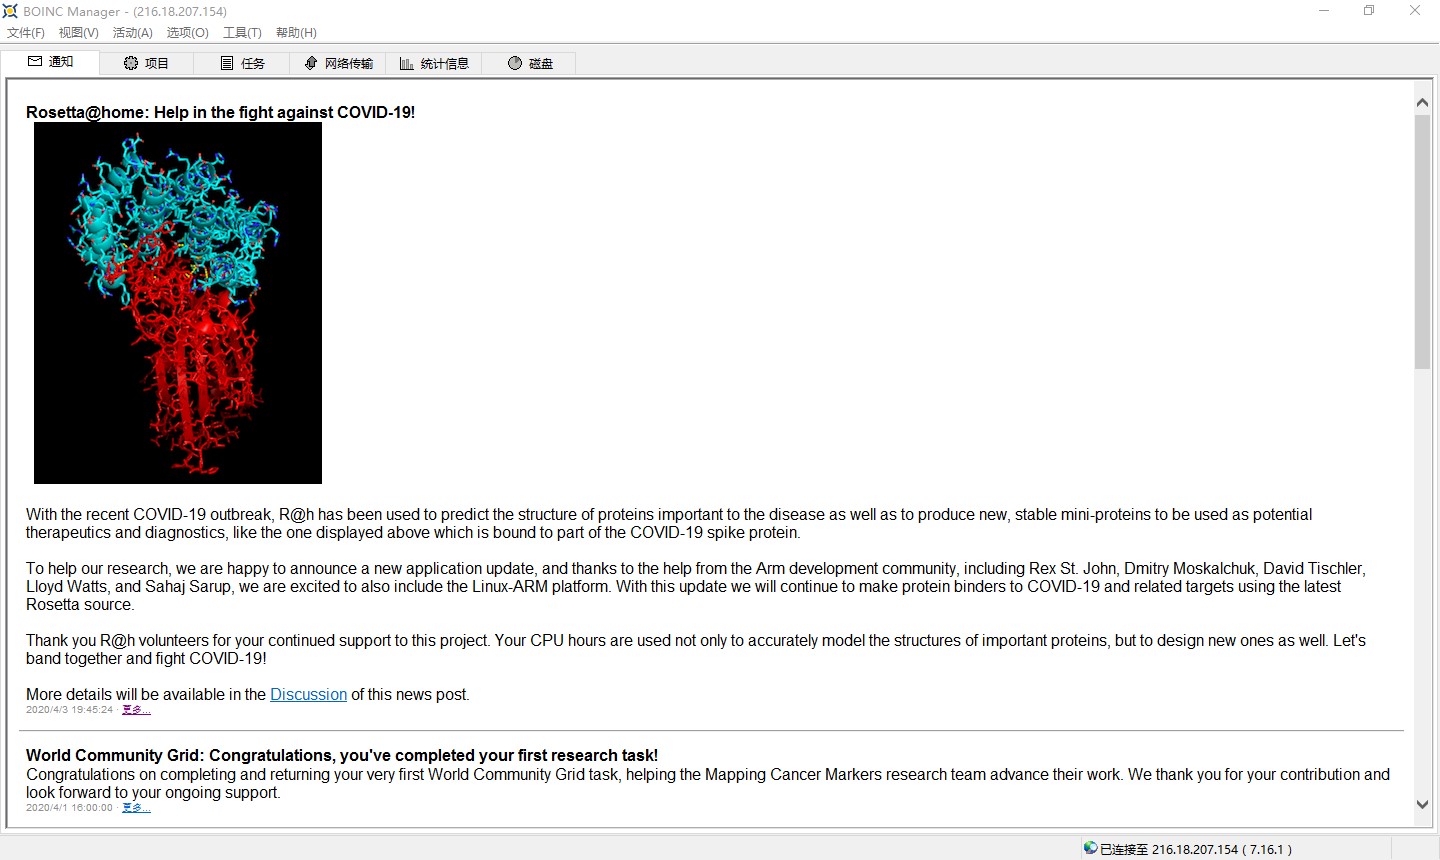 BOINC Manager - (216.18.207.154)
文件(F) 视图(V) 活动(A) 选项(O) 工具(T) 帮助(H)
通知 项目 任务 网络传输 统计信息 磁盘
Rosetta@home: Help in the fight against COVID-19!
With the recent COVID-19 outbreak, R@h has been used to predict the structure of proteins important to the disease as well as to produce new, stable mini-proteins to be used as potential
therapeutics and diagnostics, like the one displayed above which is bound to part of the COVID-19 spike protein.
To help our research, we are happy to announce a new application update, and thanks to the help from the Arm development community, including Rex St. John, Dmitry Moskalchuk, David Tischler,
Lloyd Watts, and Sahaj Sarup, we are excited to also include the Linux-ARM platform. With this update we will continue to make protein binders to COVID-19 and related targets using the latest
Rosetta source.
Thank you R@h volunteers for your continued support to this project. Your CPU hours are used not only to accurately model the structures of important proteins, but to design new ones as well. Let's
band together and fight COVID-19!
More details will be available in the Discussion of this news post.
2020/4/3 19:45:24 · 更多...
World Community Grid: Congratulations, you've completed your first research task!
Congratulations on completing and returning your very first World Community Grid task, helping the Mapping Cancer Markers research team advance their work. We thank you for your contribution and
look forward to your ongoing support.
2020/4/1 16:00:00 · 更多...
已连接至 216.18.207.154 ( 7.16.1 )